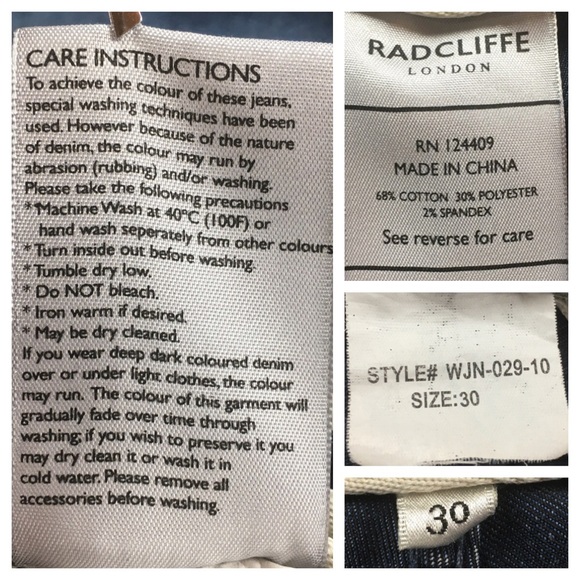 CARE INSTRUCTIONS
To achieve the colour of these jeans,
special washing techniques have been
used. However because of the nature
of denim, the colour may run by
abrasion (rubbing) and/or washing.
Please take the following precautions
* Machine Wash at 40°C (100F) or
hand wash seperately from other colours
* Turn inside out before washing.
* Tumble dry low.
* Do NOT bleach.
* Iron warm if desired.
* May be dry cleaned.
If you wear deep dark coloured denim
over or under light clothes, the colour
may run. The colour of this garment will
gradually fade over time through
washing; if you wish to preserve it you
may dry clean it or wash it in
cold water. Please remove all
accessories before washing.
RADCLIFFE
LONDON
RN 124409
MADE IN CHINA
68% COTTON 30% POLYESTER
2% SPANDEX
See reverse for care
STYLE# WJN-029-10
SIZE:30
30